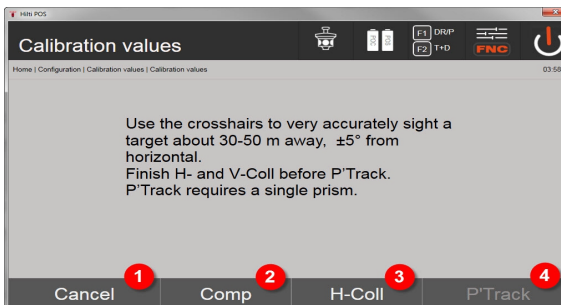 Hilti POS
Calibration values
POC
POS
F1 DR/P
F2 T+D
FNC
Home | Configuration | Calibration values | Calibration values
03:58
Use the crosshairs to very accurately sight a
target about 30-50 m away, ±5° from
horizontal.
Finish H- and V-Coll before P'Track.
P'Track requires a single prism.
1
2
3
4
Cancel
Comp
H-Coll
P'Track